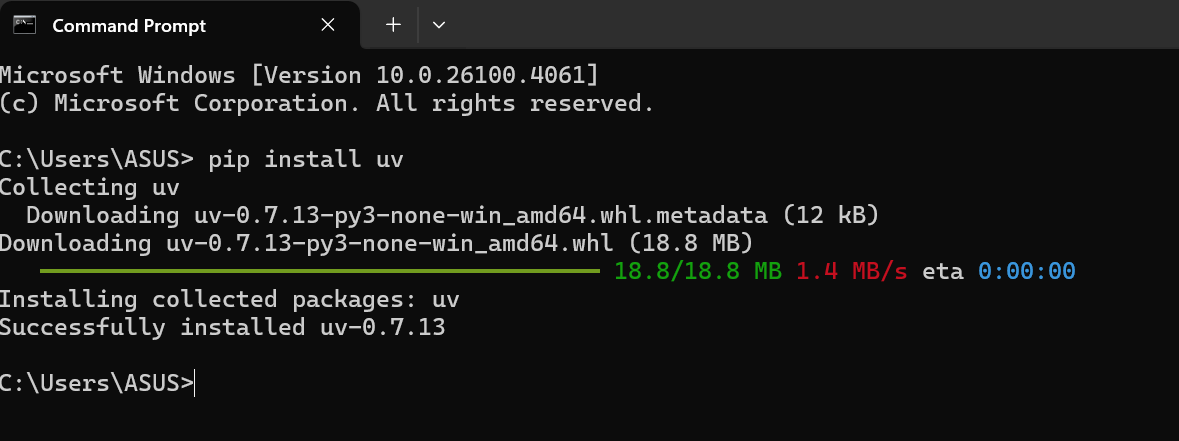 Command Prompt
Microsoft Windows [Version 10.0.26100.4061]
(c) Microsoft Corporation. All rights reserved.
C:\Users\ASUS> pip install uv
Collecting uv
  Downloading uv-0.7.13-py3-none-win_amd64.whl.metadata (12 kB)
Downloading uv-0.7.13-py3-none-win_amd64.whl (18.8 MB)
18.8/18.8 MB 1.4 MB/s eta 0:00:00
Installing collected packages: uv
Successfully installed uv-0.7.13
C:\Users\ASUS>